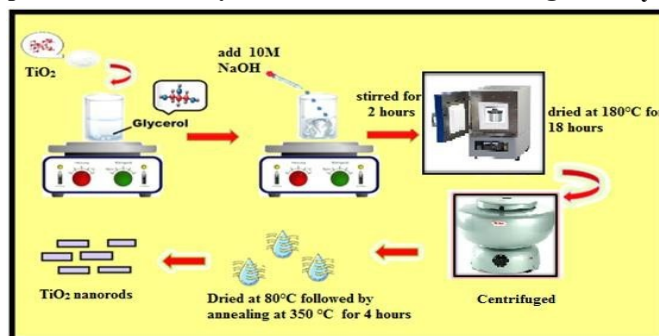 TiO₂
Glycerol
add 10M
NaOH
stirred for
2 hours
dried at 180°C for
18 hours
Centrifuged
Dried at 80°C followed by
annealing at 350 °C for 4 hours
TiO₂ nanorods